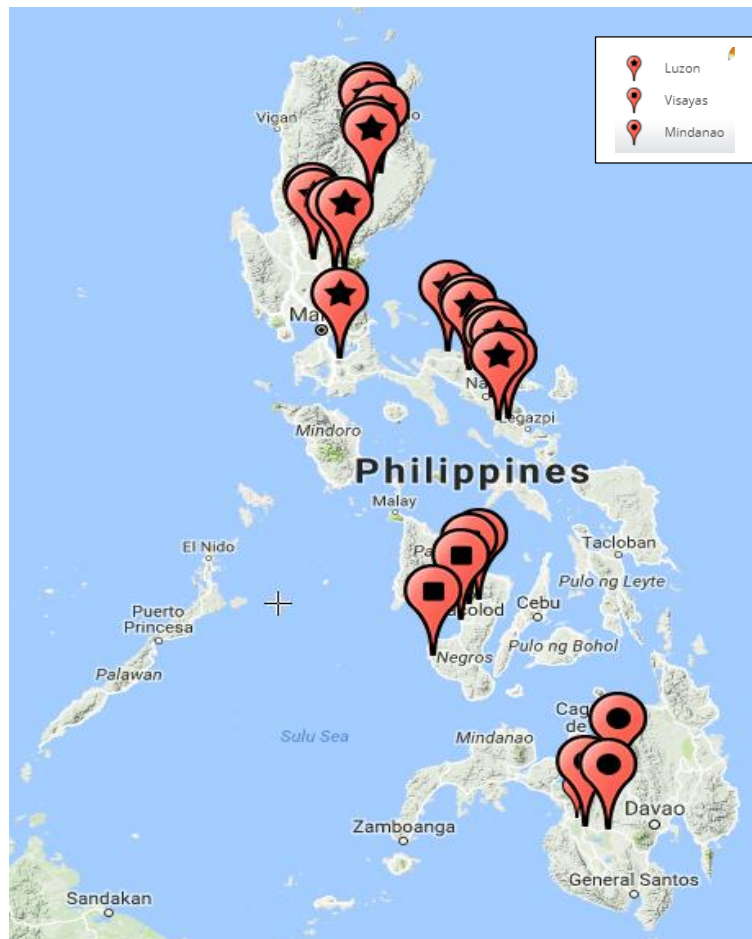 Luzon
Visayas
Mindanao
Vigan
Legazpi
Mindoro
Philippines
Malay
El Nido
Tacloban
Pulo ng Leyte
Puerto
Princesa
Cebu
Negros
Pulo ng Bohol
Palawan
Sulu Sea
Mindanao
Davao
Zamboanga
General Santos
Sandakan